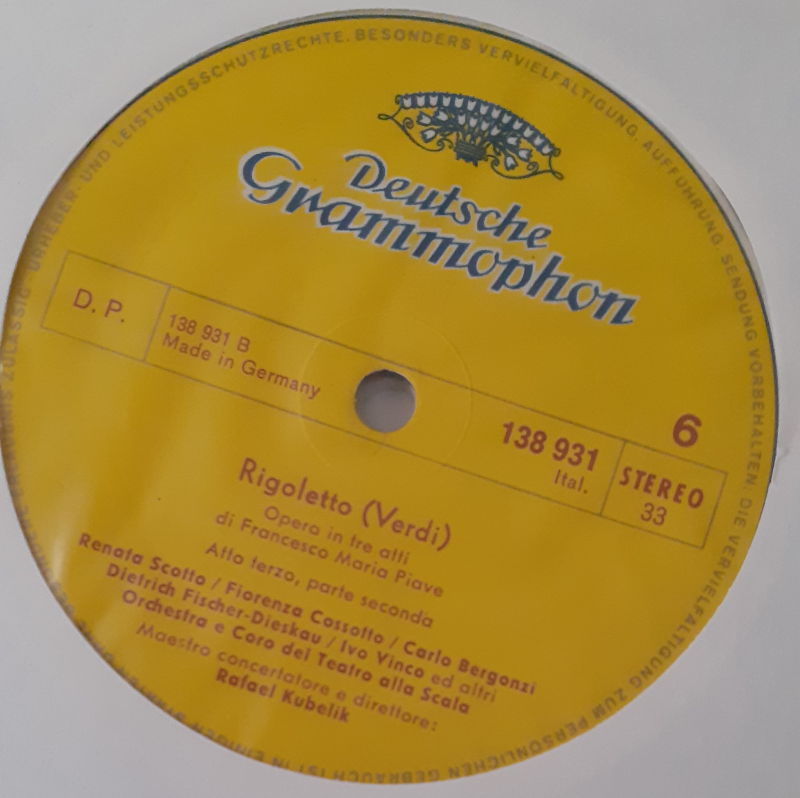 Deutsche
Grammophon
D. P.
138 931 B
Made in Germany
6
138 931
Ital.
STEREO
33
Rigoletto (Verdi)
Opera in tre atti
di Francesco Maria Piave
Atto terzo, parte seconda
Renata Scotto / Fiorenza Cossotto / Carlo Bergonzi
Dietrich Fischer-Dieskau / Ivo Vinco ed altri
Orchestra e Coro del Teatro alla Scala
Maestro concertatore e direttore:
Rafael Kubelik
URHEBER- UND LEISTUNGSSCHUTZRECHTE, BESONDERS VERVIELFÄLTIGUNG, AUFFÜHRUNG, SENDUNG VORBEHALTEN; DIE VERVIELFÄLTIGUNG ZUM PERSÖNLICHEN GEBRAUCH IST IN EINIGEN